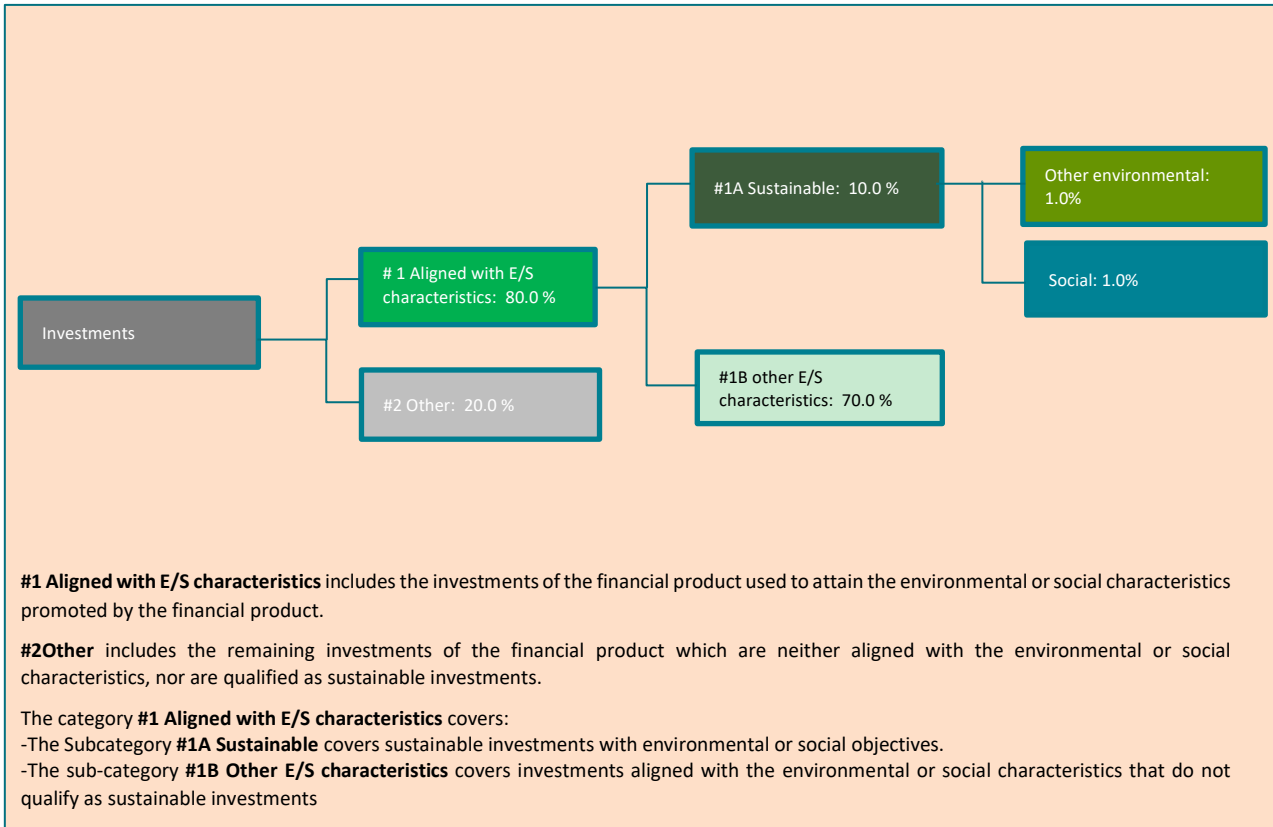 #1A Sustainable: 10.0 %
Other environmental:
1.0%
Social: 1.0%
# 1 Aligned with E/S
characteristics: 80.0 %
Investments
#2 Other: 20.0 %
#1B other E/S
characteristics: 70.0 %
#1 Aligned with E/S characteristics includes the investments of the financial product used to attain the environmental or social characteristics
promoted by the financial product.
#2Other includes the remaining investments of the financial product which are neither aligned with the environmental or social
characteristics, nor are qualified as sustainable investments.
The category #1 Aligned with E/S characteristics covers:
-The Subcategory #1A Sustainable covers sustainable investments with environmental or social objectives.
-The sub-category #1B Other E/S characteristics covers investments aligned with the environmental or social characteristics that do not
qualify as sustainable investments